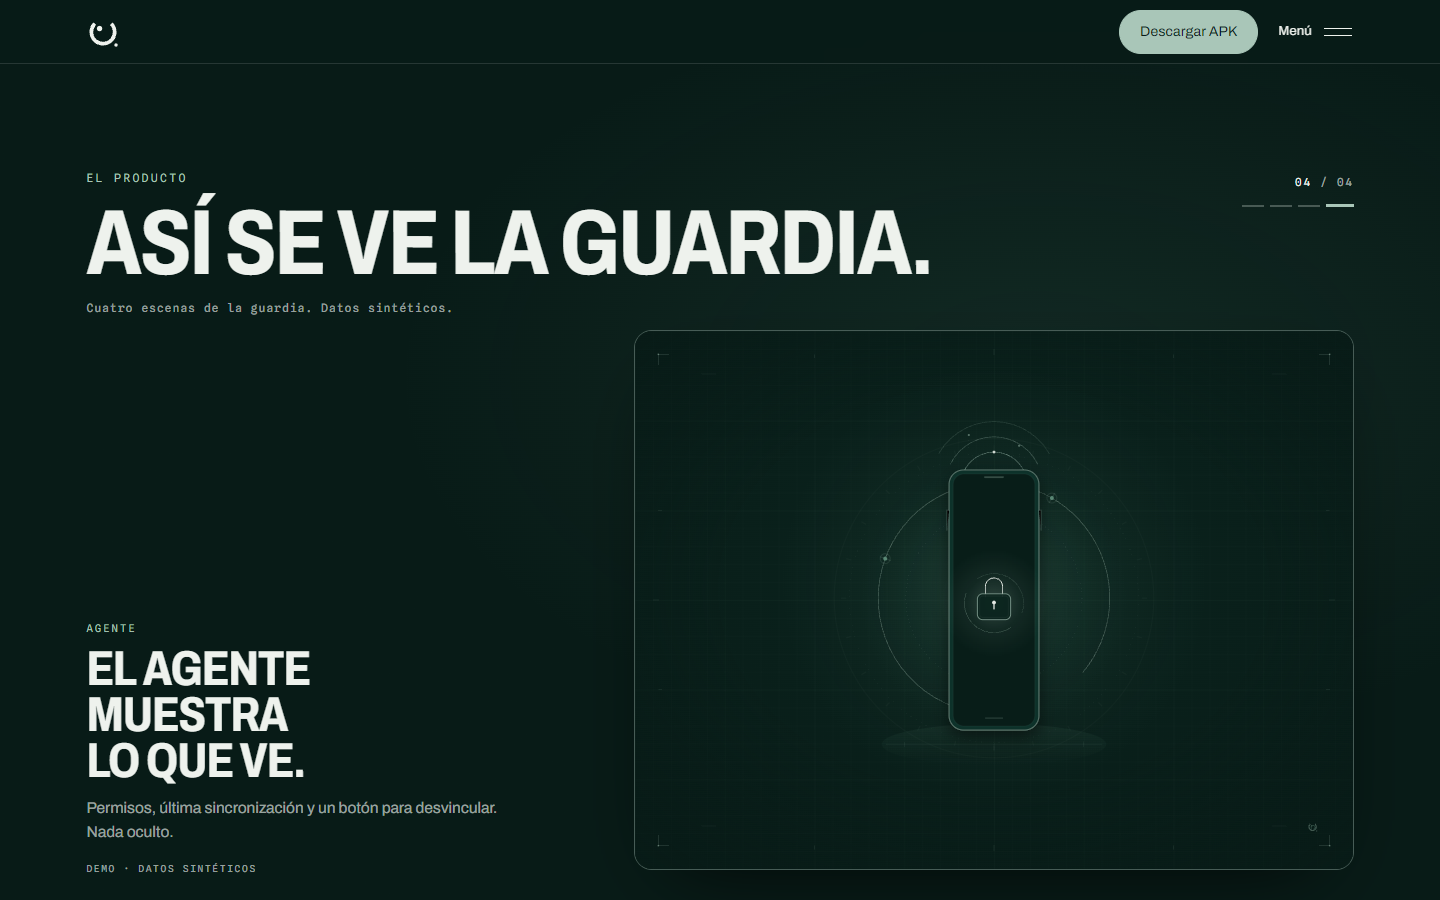 Descargar APK
Menú
EL PRODUCTO
04 / 04
ASÍ SE VE LA GUARDIA.
Cuatro escenas de la guardia. Datos sintéticos.
AGENTE
EL AGENTE
MUESTRA
LO QUE VE.
Permisos, última sincronización y un botón para desvincular.
Nada oculto.
DEMO · DATOS SINTÉTICOS